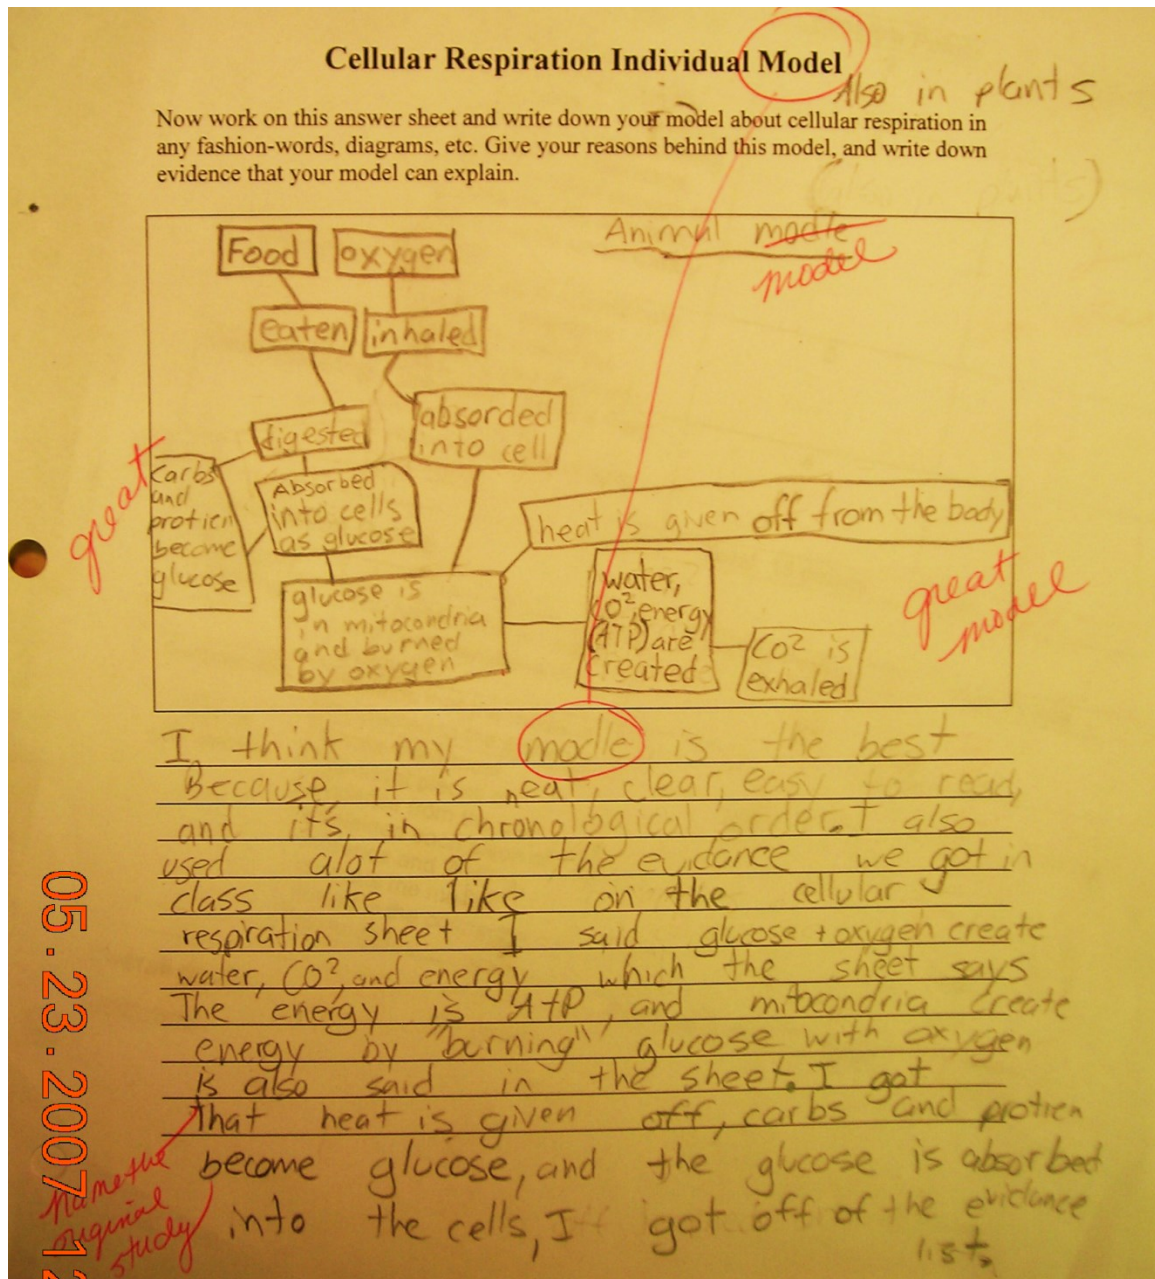 Cellular Respiration Individual Model
Also in plants
Now work on this answer sheet and write down your model about cellular respiration in
any fashion-words, diagrams, etc. Give your reasons behind this model, and write down
evidence that your model can explain.
Animal modle
model
Food
oxygen
eaten
inhaled
digested
absorded
into cell
great
carbs
and
protien
become
glucose
Absorbed
into cells
as glucose
heat is given off from the body
glucose is
in mitocondria
and burned
by oxygen
water,
CO², energy
(ATP) are
created
CO² is
exhaled
great
model
I think my modle is the best
Because, it is neat, clear, easy to read,
and it's, in chronological order. I also
used alot of the evidance we got in
class like like on the cellular
respiration sheet I said glucose + oxygen create
water, CO², and energy which the sheet says
The energy is ATP, and mitocondria create
energy by "burning" glucose with oxygen
is also said in the sheet. I got
that heat is given off, carbs and protien
become glucose, and the glucose is absorbed
into the cells, I got off of the evidance
list.
name the
original
study
05.23.2007 12